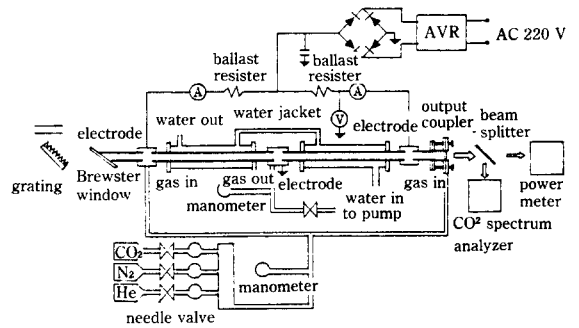 AVR
AC 220 V
ballast
resister
ballast
resister
A
A
V
water out
water jacket
electrode
output
coupler
beam
splitter
electrode
grating
Brewster
window
gas in
gas out
electrode
water in
to pump
gas in
power
meter
manometer
CO² spectrum
analyzer
CO₂
N₂
He
manometer
needle valve